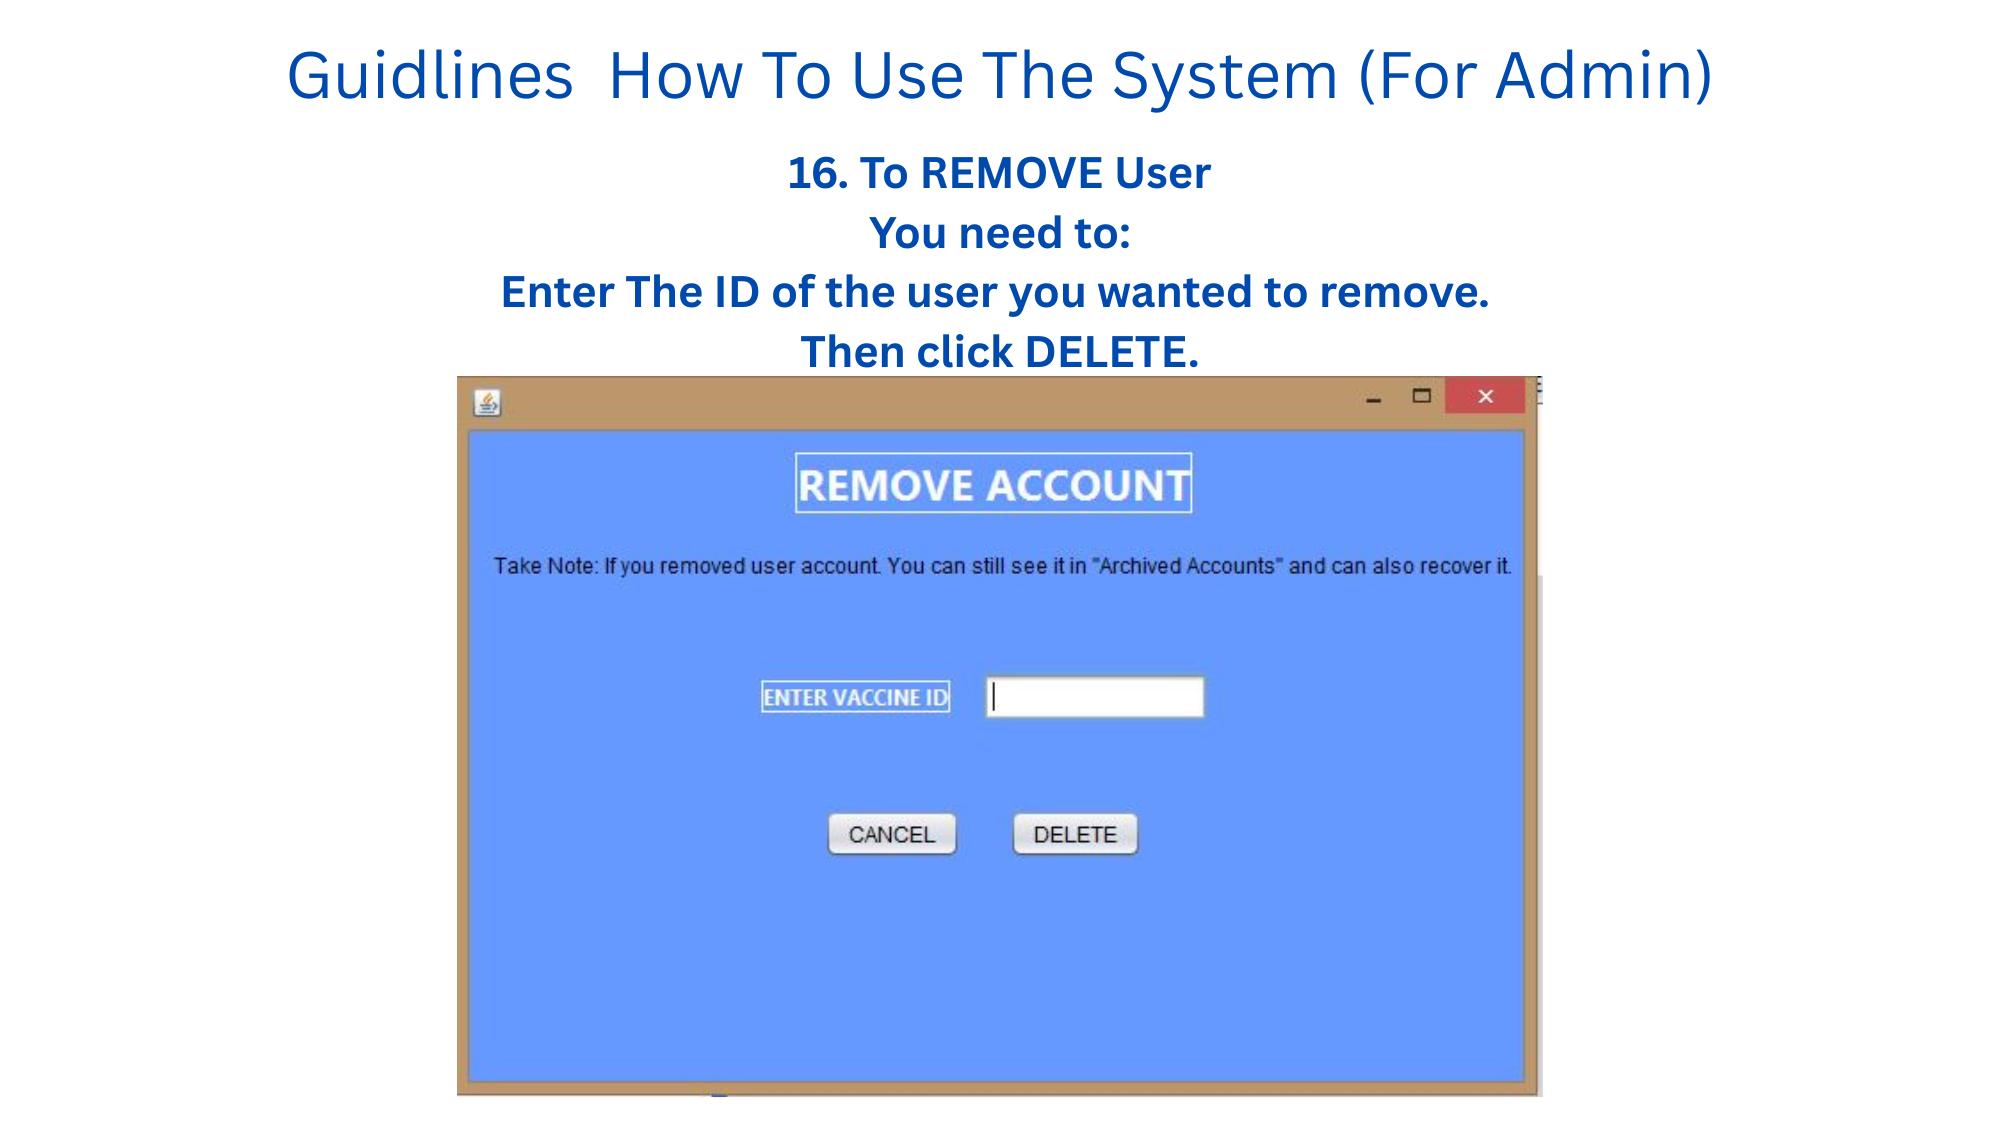 Guidlines  How To Use The System (For Admin)
16. To REMOVE User
You need to:
Enter The ID of the user you wanted to remove.
Then click DELETE.
REMOVE ACCOUNT
Take Note: If you removed user account. You can still see it in "Archived Accounts" and can also recover it.
ENTER VACCINE ID
CANCEL DELETE